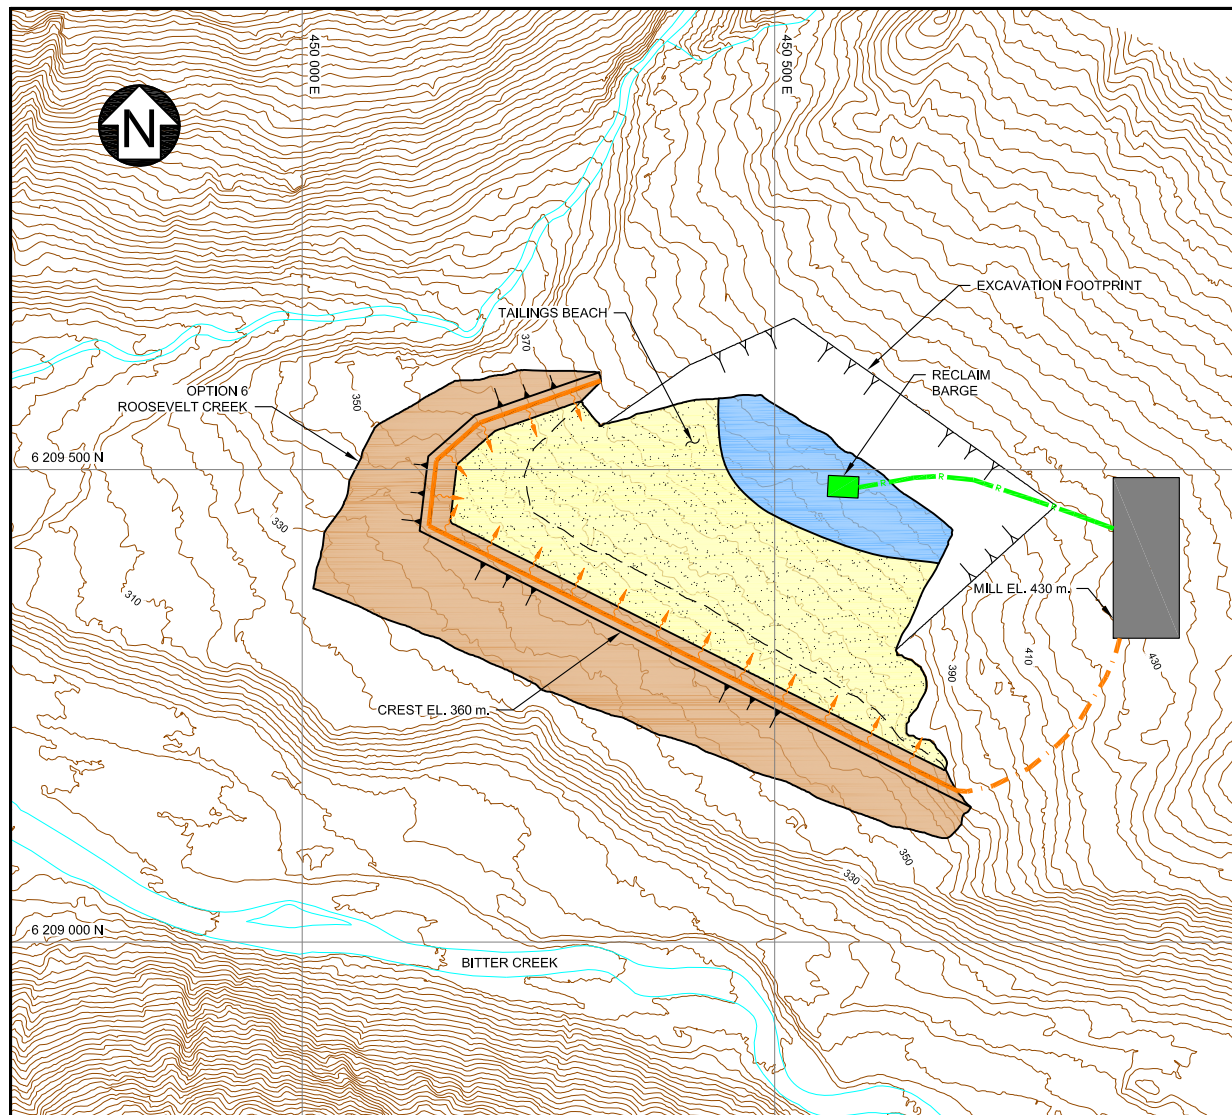 450 000 E
450 500 E
N
EXCAVATION FOOTPRINT
TAILINGS BEACH
370
350
OPTION 6
ROOSEVELT CREEK
RECLAIM
BARGE
6 209 500 N
R
R
R
R
330
310
MILL EL. 430 m.
390
410
430
CREST EL. 360 m.
350
330
6 209 000 N
BITTER CREEK